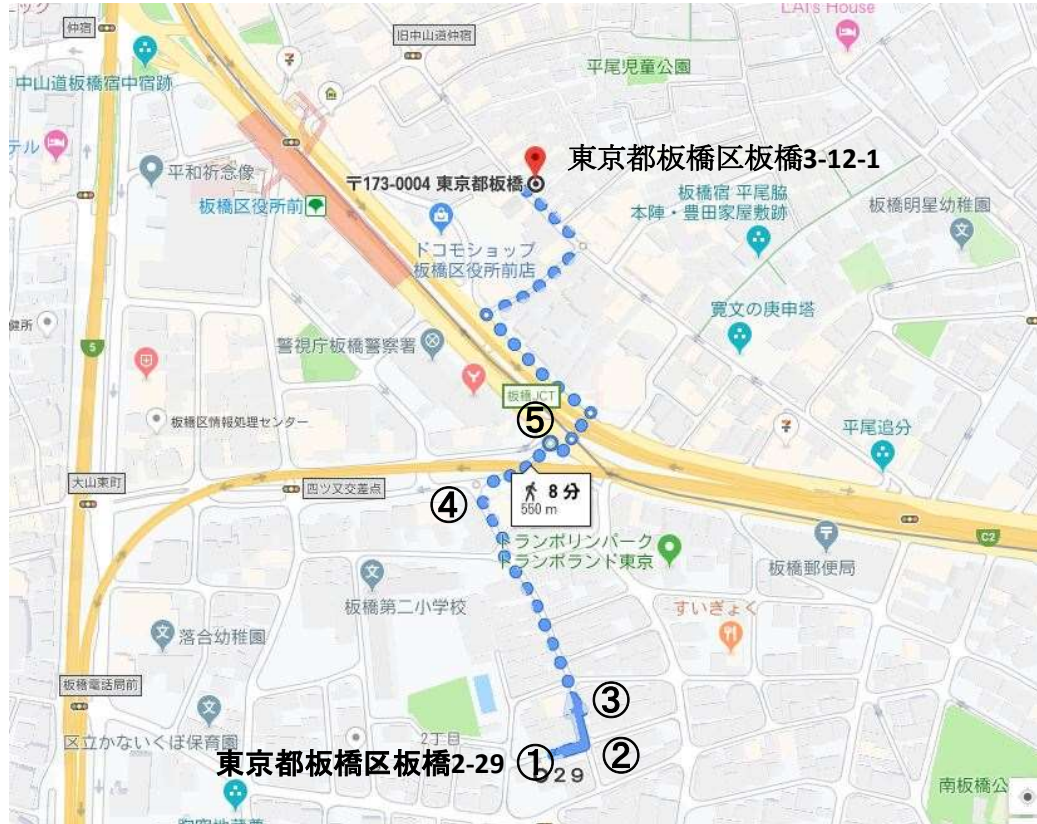 仲宿
旧中山道仲宿
LAI's House
中山道板橋宿中宿跡
平尾児童公園
テル
平和祈念像
東京都板橋区板橋3-12-1
〒173-0004 東京都板橋
板橋区役所前
ドコモショップ
板橋区役所前店
板橋宿 平尾脇
本陣・豊田家屋敷跡
板橋明星幼稚園
健所
5
警視庁板橋警察署
寛文の庚申塔
板橋JCT
⑤
板橋区情報処理センター
平尾追分
大山東町
四ツ又交差点
④
8 分
550 m
C2
トランポリンパーク
トランポランド東京
板橋郵便局
板橋第二小学校
すいぎょく
落合幼稚園
板橋電話局前
③
区立かないくぼ保育園
2丁目
東京都板橋区板橋2-29
①
29
②
南板橋公